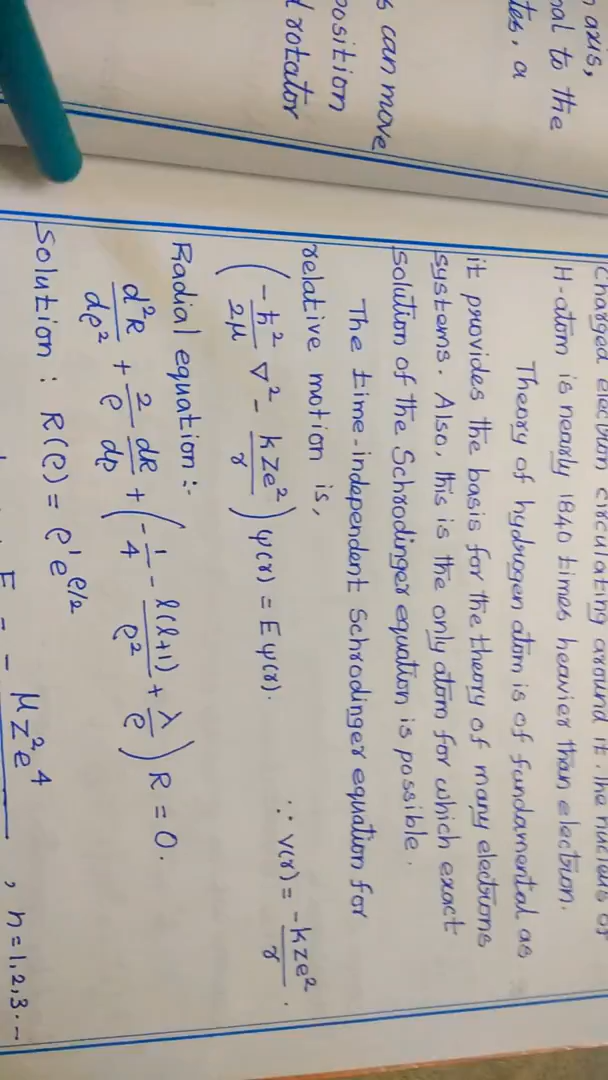 n axis,
nal to the
tes, a
s can move
position
d rotator
charged electron circulating around it. The nucleus of
H-atom is nearly 1840 times heavier than electron.
Theory of hydrogen atom is of fundamental as
it provides the basis for the theory of many electrons
systems. Also, this is the only atom for which exact
solution of the Schrodinger equation is possible.
The time-independent Schrodinger equation for
relative motion is,
(-ħ²/2μ ∇² - kze²/r) ψ(r) = Eψ(r). ∵ V(r) = -kze²/r.
Radial equation:-
d²R/dρ² + 2/ρ dR/dρ + (-1/4 - l(l+1)/ρ² + λ/ρ) R = 0.
Solution : R(ρ) = ρ' e^ρ/2
E = - μz²e⁴ , n=1,2,3...